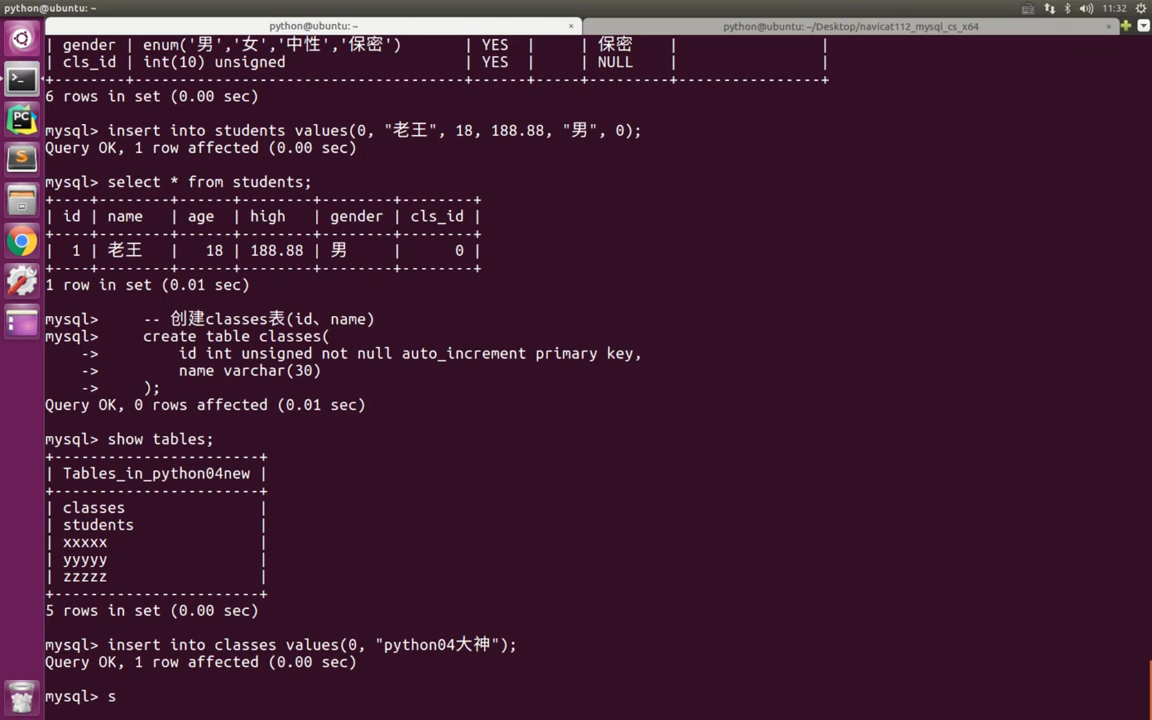 python@ubuntu: ~
11:32
python@ubuntu: ~ ×
python@ubuntu: ~/Desktop/navicat112_mysql_cs_x64 ×
| gender | enum('男','女','中性','保密') | YES | | 保密 | |
| cls_id | int(10) unsigned | YES | | NULL | |
+--------+-------------------------------------+------+-----+---------+----------------+
6 rows in set (0.00 sec)
mysql> insert into students values(0, "老王", 18, 188.88, "男", 0);
Query OK, 1 row affected (0.00 sec)
mysql> select * from students;
+----+--------+------+--------+--------+--------+
| id | name | age | high | gender | cls_id |
+----+--------+------+--------+--------+--------+
| 1 | 老王 | 18 | 188.88 | 男 | 0 |
+----+--------+------+--------+--------+--------+
1 row in set (0.01 sec)
mysql> -- 创建classes表(id、name)
mysql> create table classes(
-> id int unsigned not null auto_increment primary key,
-> name varchar(30)
-> );
Query OK, 0 rows affected (0.01 sec)
mysql> show tables;
+-----------------------+
| Tables_in_python04new |
+-----------------------+
| classes |
| students |
| xxxxx |
| yyyyy |
| zzzzz |
+-----------------------+
5 rows in set (0.00 sec)
mysql> insert into classes values(0, "python04大神");
Query OK, 1 row affected (0.00 sec)
mysql> s
PC
S